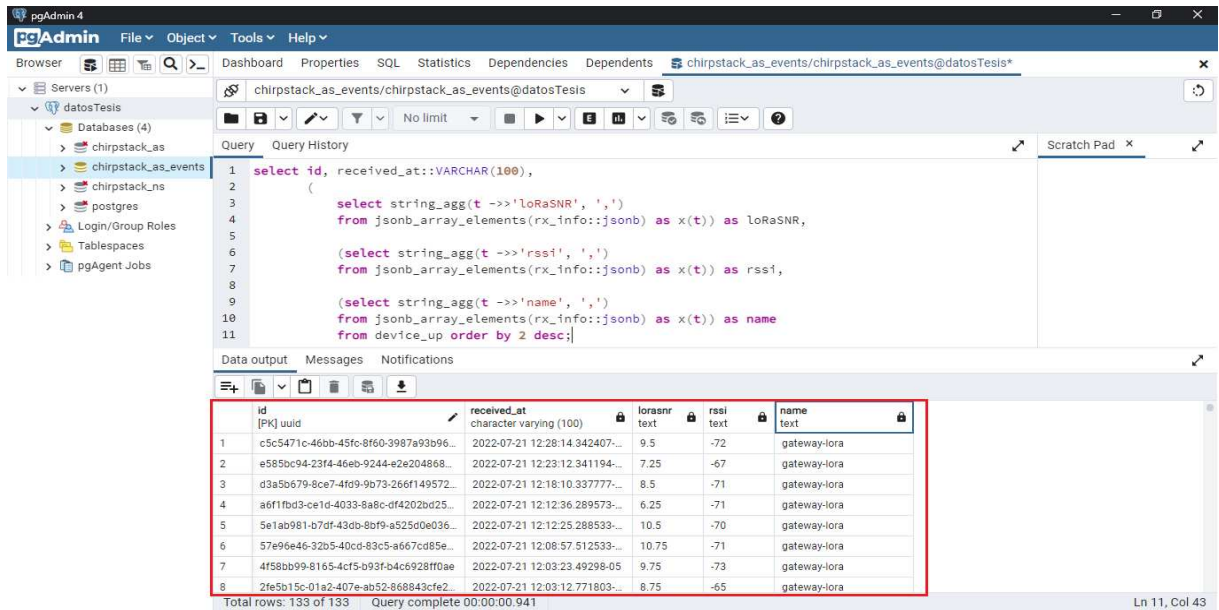 pgAdmin 4
pgAdmin File Object Tools Help
Browser Dashboard Properties SQL Statistics Dependencies Dependents chirpstack_as_events/chirpstack_as_events@datosTesis*
Servers (1)
datosTesis
Databases (4)
chirpstack_as
chirpstack_as_events
chirpstack_ns
postgres
Login/Group Roles
Tablespaces
pgAgent Jobs
chirpstack_as_events/chirpstack_as_events@datosTesis
No limit
Query Query History
Scratch Pad
1 select id, received_at::VARCHAR(100),
2 (
3 select string_agg(t ->>'loRaSNR', ',')
4 from jsonb_array_elements(rx_info::jsonb) as x(t)) as loRaSNR,
5
6 (select string_agg(t ->>'rssi', ',')
7 from jsonb_array_elements(rx_info::jsonb) as x(t)) as rssi,
8
9 (select string_agg(t ->>'name', ',')
10 from jsonb_array_elements(rx_info::jsonb) as x(t)) as name
11 from device_up order by 2 desc;
Data output Messages Notifications
id received_at lorasnr rssi name
[PK] uuid character varying (100) text text text
1 c5c5471c-46bb-45fc-8f60-3987a93b96... 2022-07-21 12:28:14.342407-... 9.5 -72 gateway-lora
2 e585bc94-23f4-46eb-9244-e2e204868... 2022-07-21 12:23:12.341194-... 7.25 -67 gateway-lora
3 d3a5b679-8ce7-4fd9-9b73-266f149572... 2022-07-21 12:18:10.337777-... 8.5 -71 gateway-lora
4 a6f1fbd3-ce1d-4033-8a8c-df4202bd25... 2022-07-21 12:12:36.289573-... 6.25 -71 gateway-lora
5 5e1ab981-b7df-43db-8bf9-a525d0e036... 2022-07-21 12:12:25.288533-... 10.5 -70 gateway-lora
6 57e96e46-32b5-40cd-83c5-a667cd85e... 2022-07-21 12:08:57.512533-... 10.75 -71 gateway-lora
7 4f58bb99-8165-4cf5-b93f-b4c6928ff0ae 2022-07-21 12:03:23.49298-05 9.75 -73 gateway-lora
8 2fe5b15c-01a2-407e-ab52-868843cfe2... 2022-07-21 12:03:12.771803-... 8.75 -65 gateway-lora
Total rows: 133 of 133 Query complete 00:00:00.941 Ln 11, Col 43